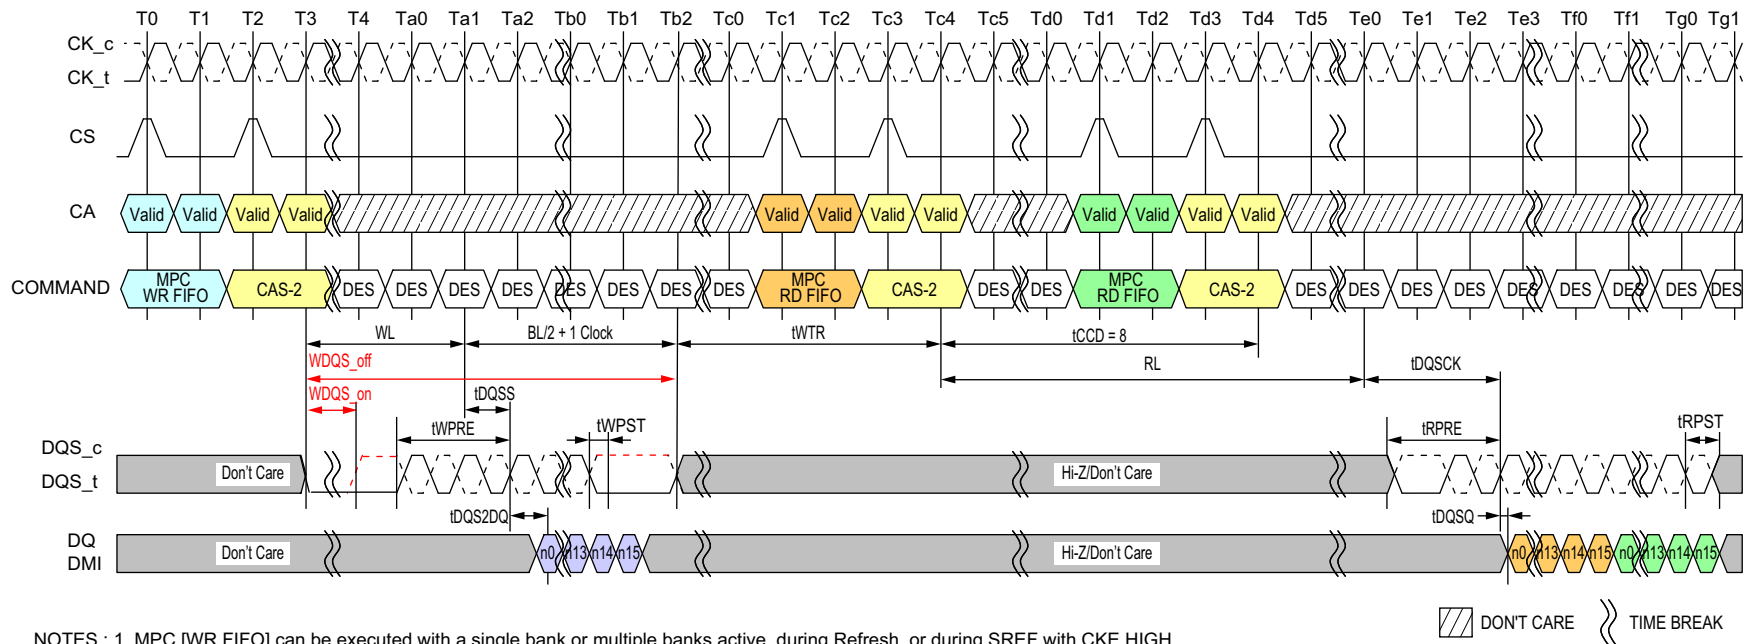 T0 T1 T2 T3 T4 Ta0 Ta1 Ta2 Tb0 Tb1 Tb2 Tc0 Tc1 Tc2 Tc3 Tc4 Tc5 Td0 Td1 Td2 Td3 Td4 Td5 Te0 Te1 Te2 Te3 Tf0 Tf1 Tg0 Tg1
CK_c
CK_t
CS
CA Valid Valid Valid Valid Valid Valid Valid Valid Valid Valid Valid Valid
COMMAND MPC WR FIFO CAS-2 DES DES DES DES DES DES DES DES MPC RD FIFO CAS-2 DES DES MPC RD FIFO CAS-2 DES DES DES DES DES DES DES DES DES
WL BL/2 + 1 Clock tWTR tCCD = 8
WDQS_off RL tDQSCK
WDQS_on tDQSS
tWPRE tWPST tRPRE tRPST
DQS_c
DQS_t Don't Care Hi-Z/Don't Care
tDQS2DQ tDQSQ
DQ
DMI Don't Care n0 n13 n14 n15 Hi-Z/Don't Care n0 n13 n14 n15 n0 n13 n14 n15
DON'T CARE TIME BREAK
NOTES : 1. MPC [WR FIFO] can be executed with a single bank or multiple banks active, during Refresh, or during SREF with CKE HIGH.